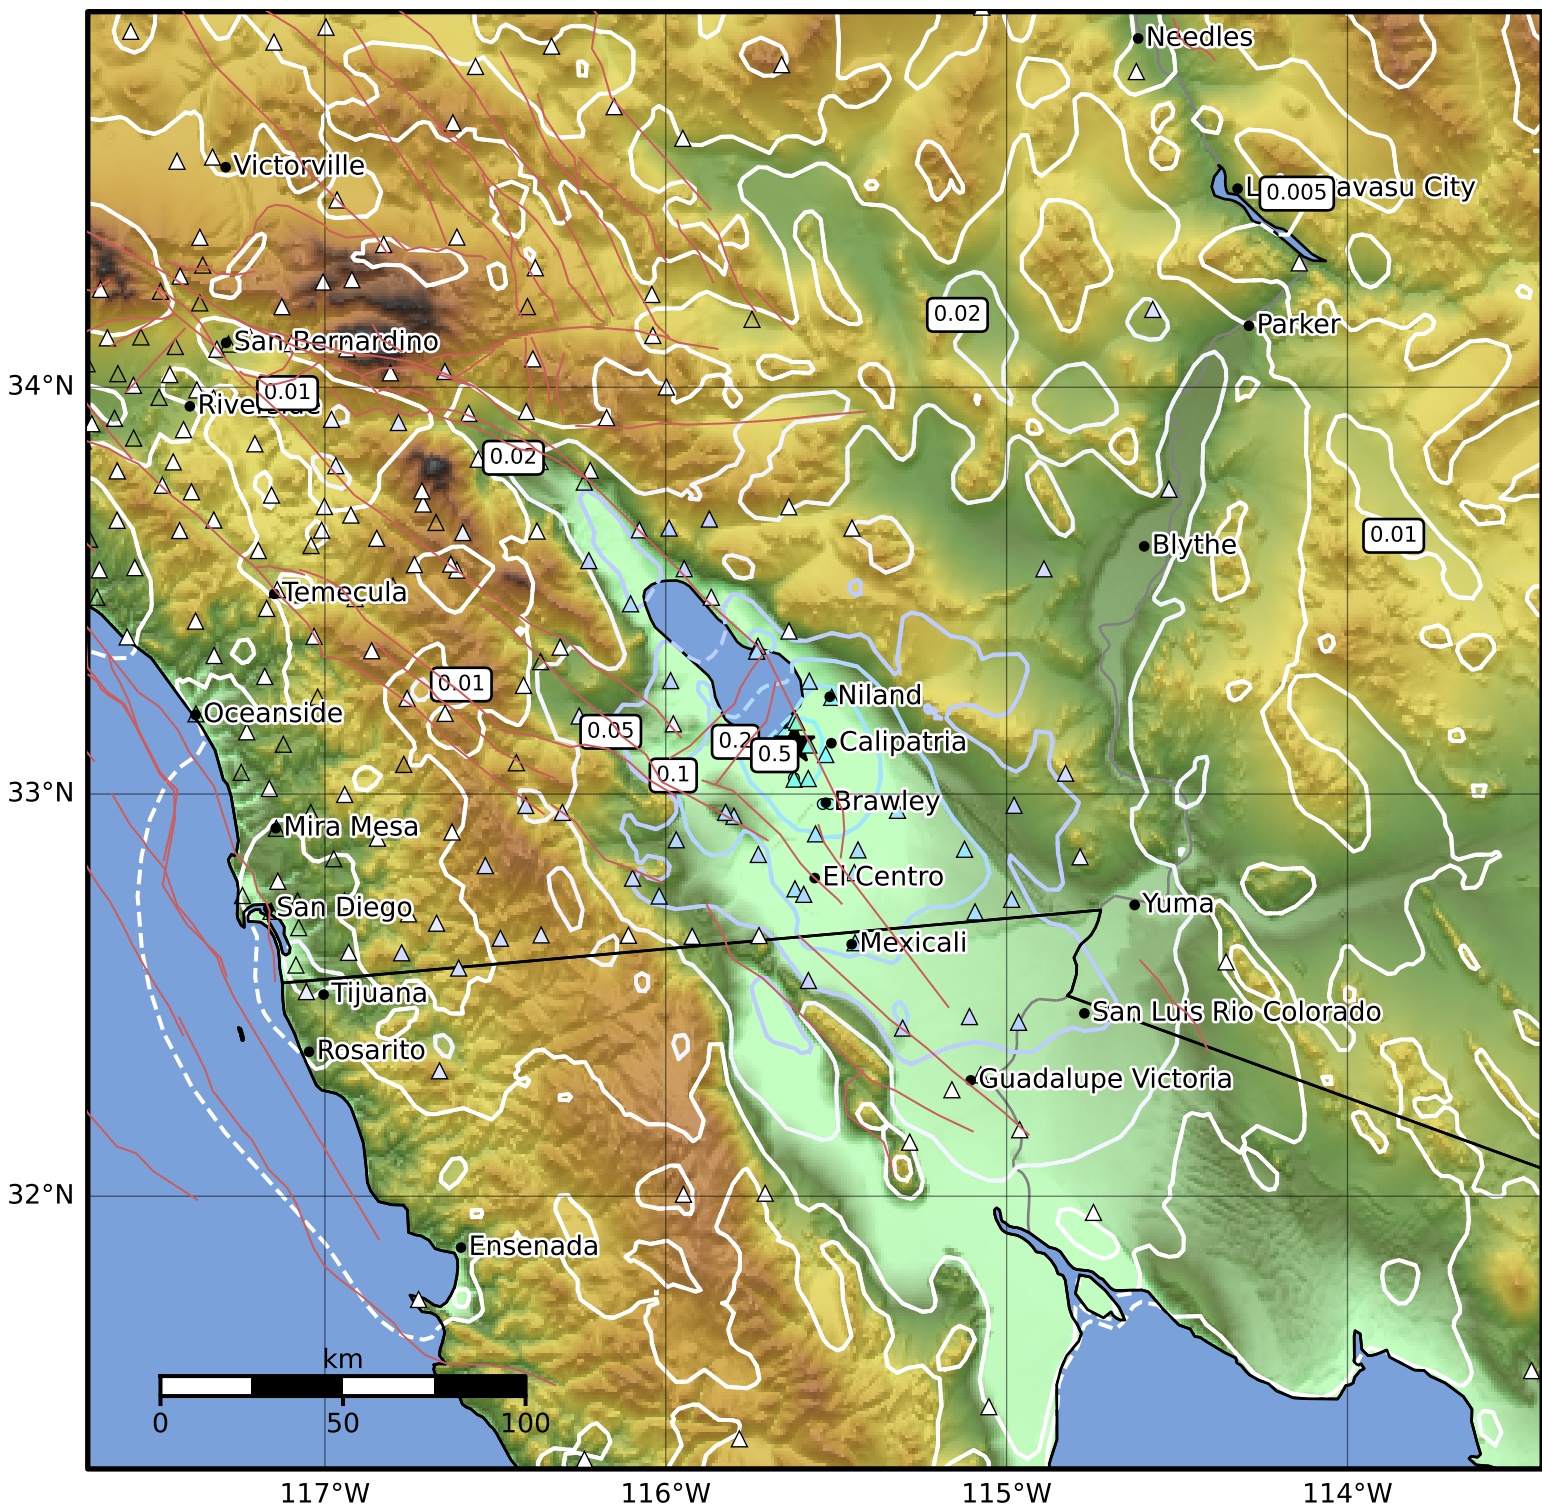 Needles
Victorville
0.005
avasu City
0.02
Parker
San Bernardino
34°N
0.01
0.02
0.01
Blythe
Temecula
0.01
Niland
Oceanside
0.05
0.2
Calipatria
0.5
0.1
33°N
Brawley
Mira Mesa
El Centro
San Diego
Yuma
Mexicali
Tijuana
San Luis Rio Colorado
Rosarito
Guadalupe Victoria
32°N
Ensenada
km
0 50 100
117°W 116°W 115°W 114°W